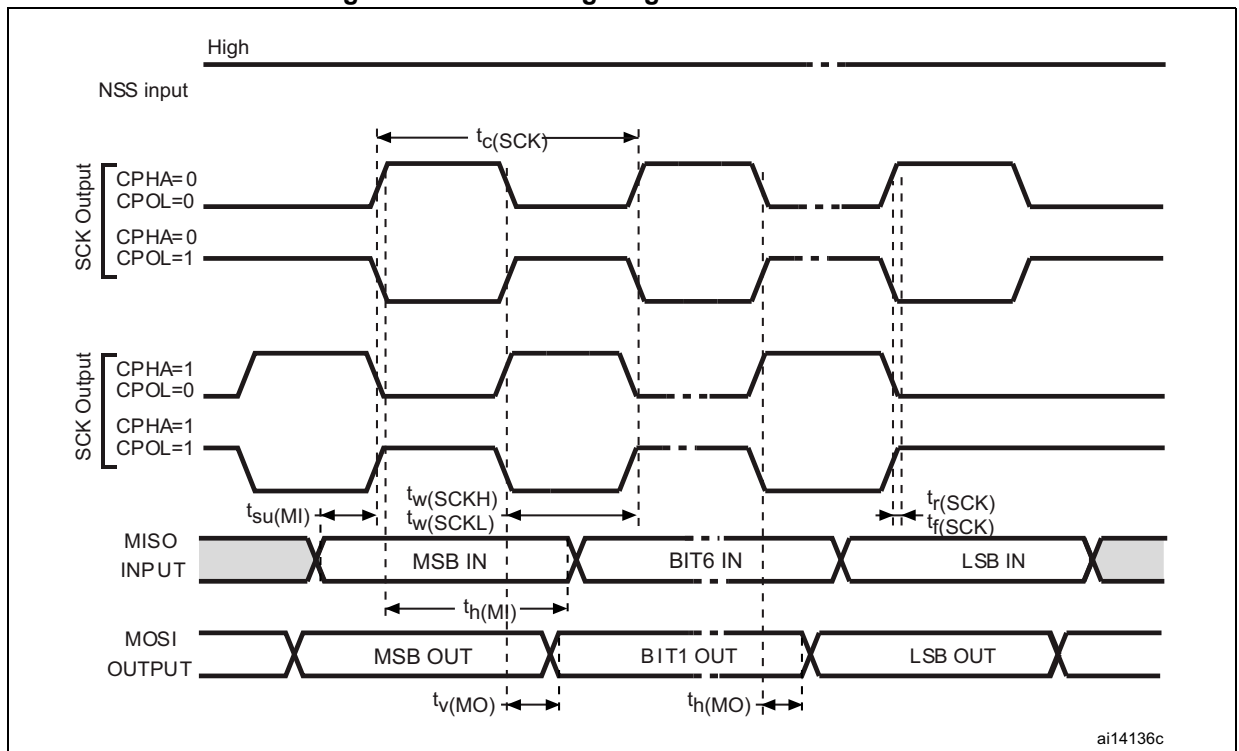 High
NSS input
tc(SCK)
SCK Output
CPHA=0
CPOL=0
CPHA=0
CPOL=1
SCK Output
CPHA=1
CPOL=0
CPHA=1
CPOL=1
tw(SCKH)
tw(SCKL)
tr(SCK)
tf(SCK)
tsu(MI)
MISO
INPUT
MSB IN
BIT6 IN
LSB IN
th(MI)
MOSI
OUTPUT
MSB OUT
BIT1 OUT
LSB OUT
tv(MO)
th(MO)
ai14136c